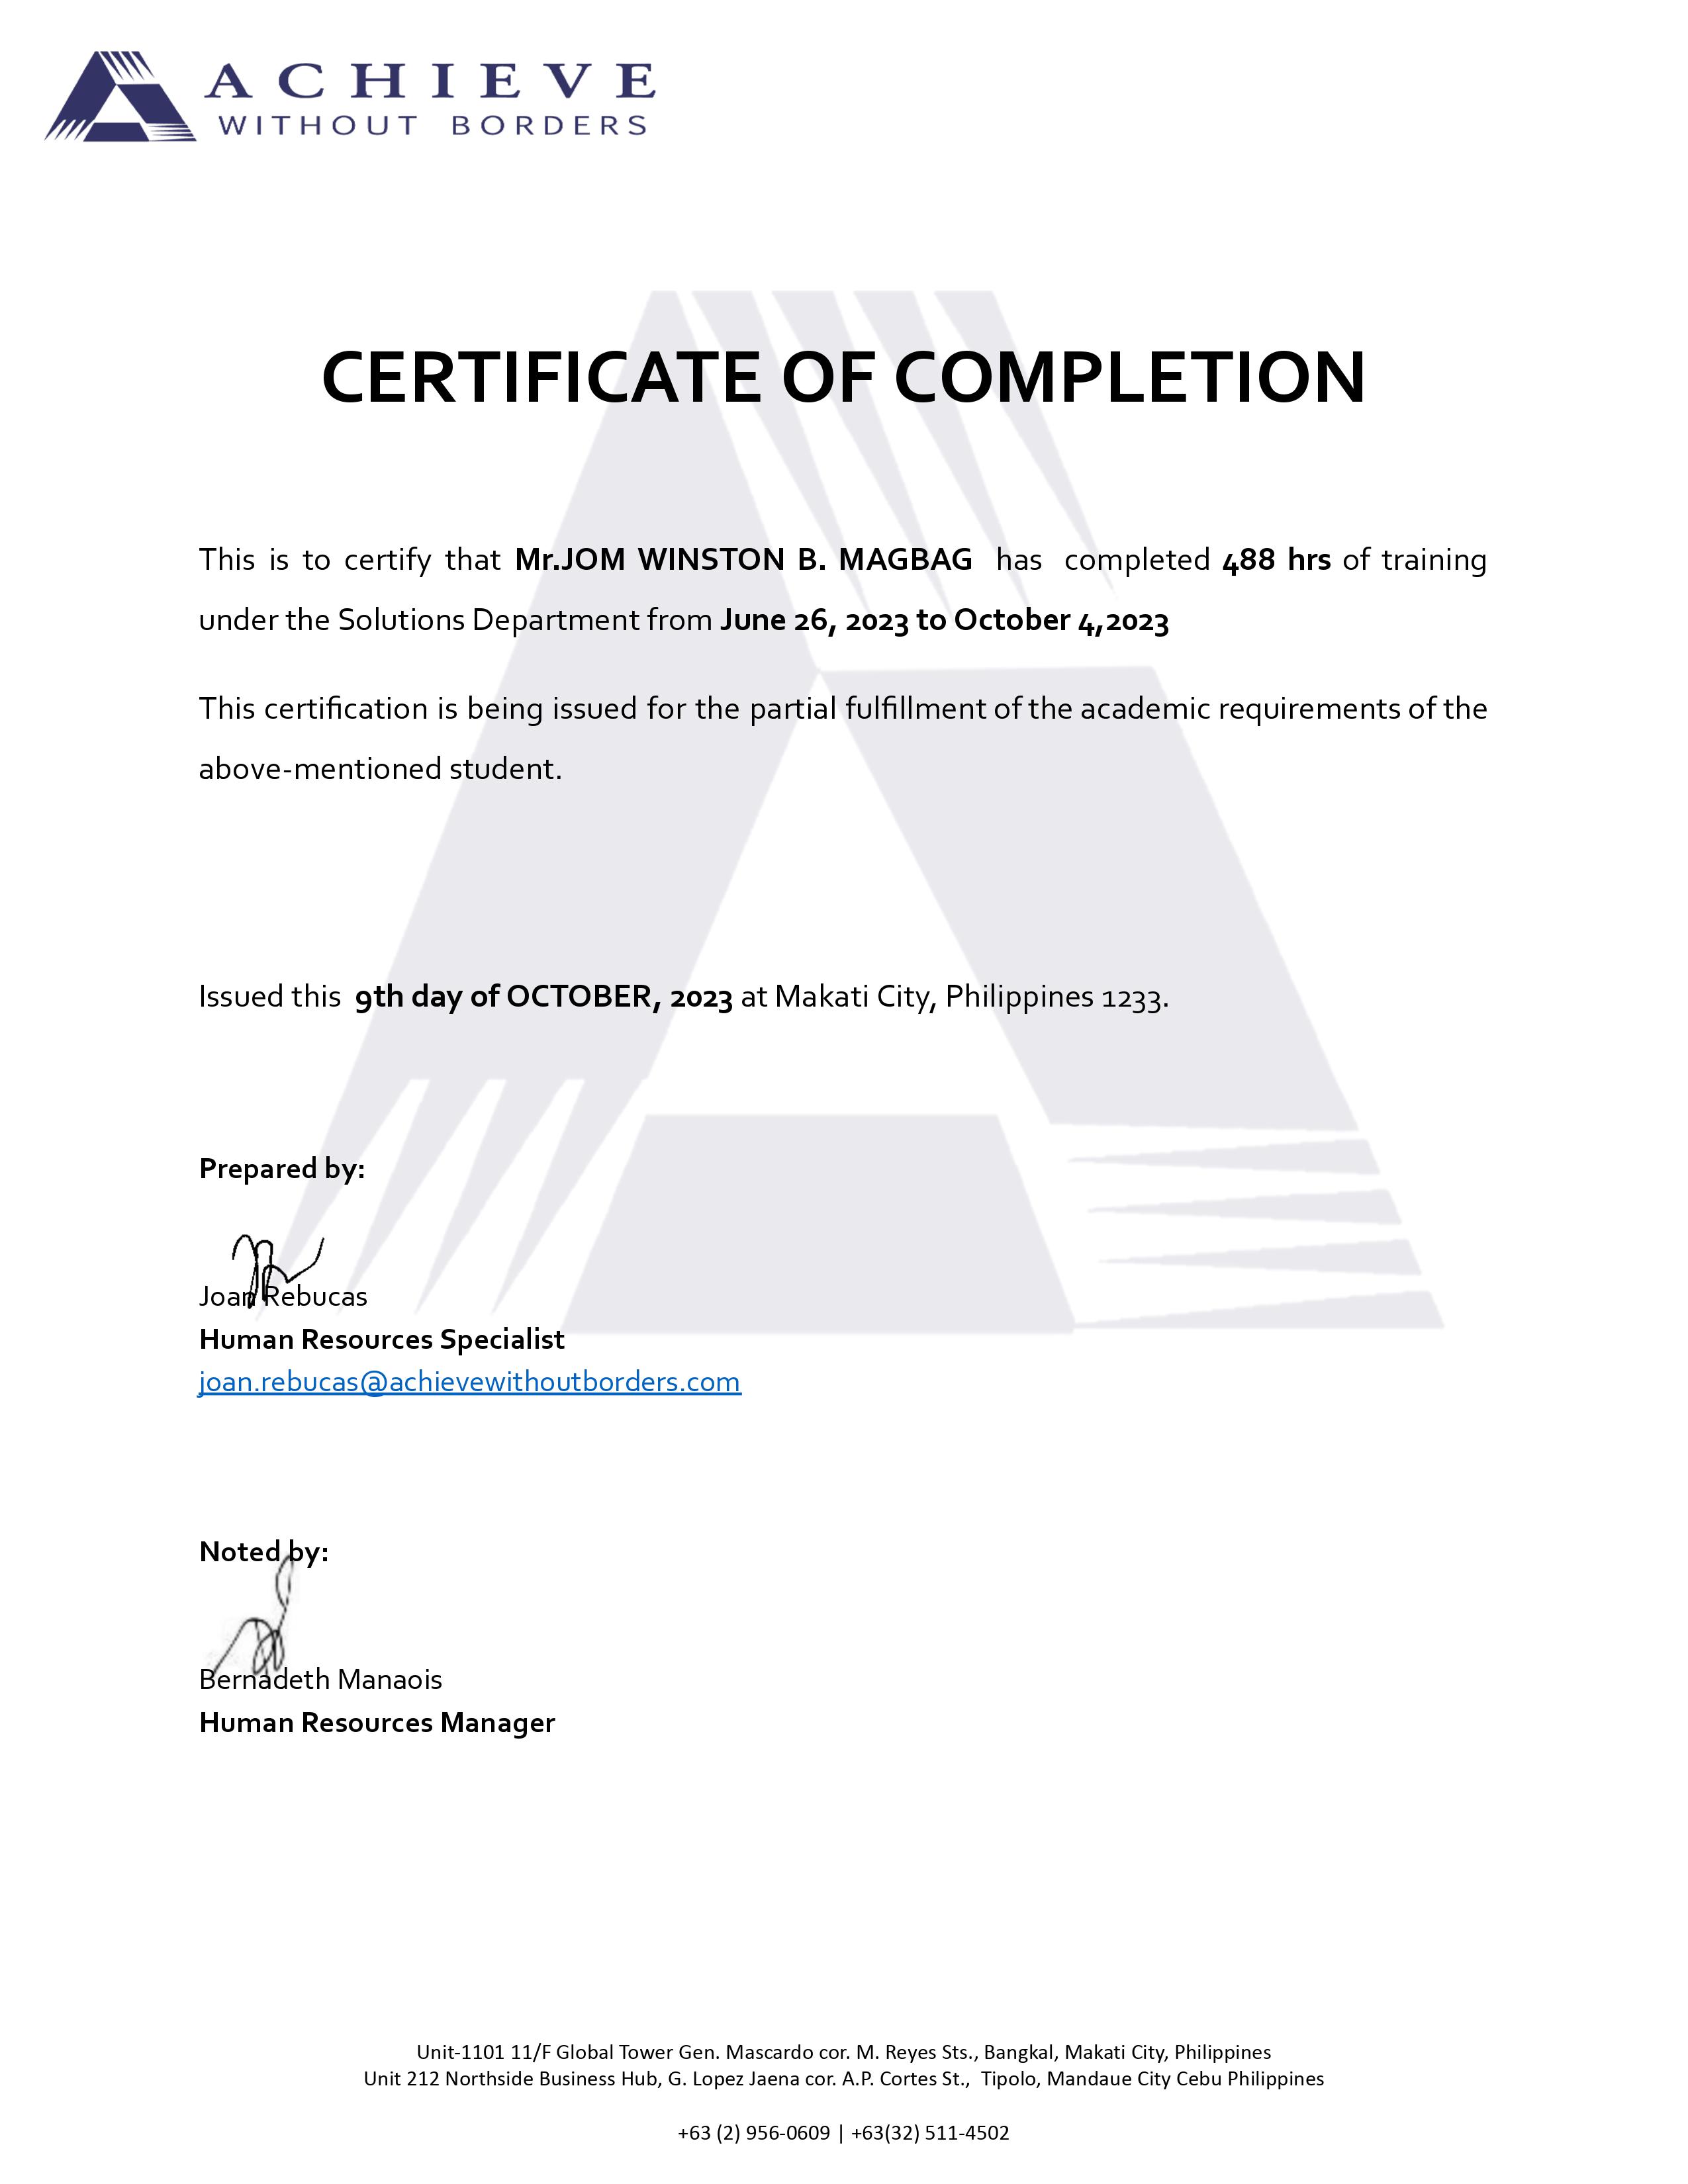 ACHIEVE
WITHOUT BORDERS
CERTIFICATE OF COMPLETION
This is to certify that Mr.JOM WINSTON B. MAGBAG has completed 488 hrs of training
under the Solutions Department from June 26, 2023 to October 4,2023
This certification is being issued for the partial fulfillment of the academic requirements of the
above-mentioned student.
Issued this 9th day of OCTOBER, 2023 at Makati City, Philippines 1233.
Prepared by:
Joan Rebucas
Human Resources Specialist
joan.rebucas@achievewithoutborders.com
Noted by:
Bernadeth Manaois
Human Resources Manager
Unit-1101 11/F Global Tower Gen. Mascardo cor. M. Reyes Sts., Bangkal, Makati City, Philippines
Unit 212 Northside Business Hub, G. Lopez Jaena cor. A.P. Cortes St., Tipolo, Mandaue City Cebu Philippines
+63 (2) 956-0609 | +63(32) 511-4502